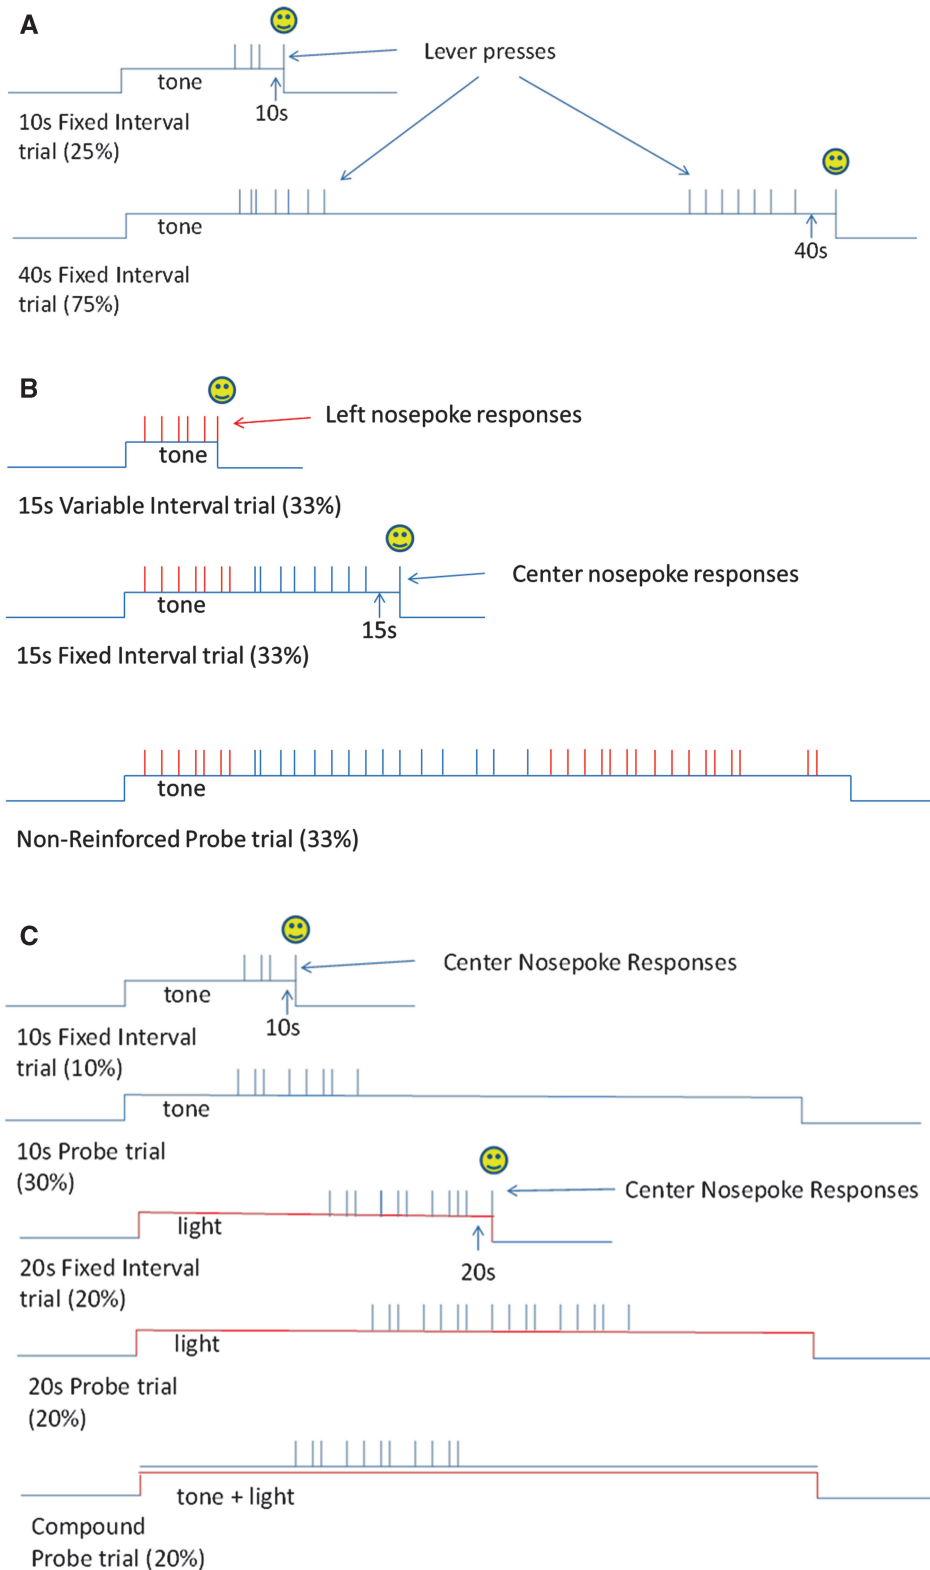 A
Lever presses
tone
10s
10s Fixed Interval
trial (25%)
tone
40s
40s Fixed Interval
trial (75%)
B
Left nosepoke responses
tone
15s Variable Interval trial (33%)
Center nosepoke responses
tone
15s
15s Fixed Interval trial (33%)
tone
Non-Reinforced Probe trial (33%)
C
Center Nosepoke Responses
tone
10s
10s Fixed Interval
trial (10%)
tone
10s Probe trial
(30%)
Center Nosepoke Responses
light
20s
20s Fixed Interval
trial (20%)
light
20s Probe trial
(20%)
tone + light
Compound
Probe trial (20%)